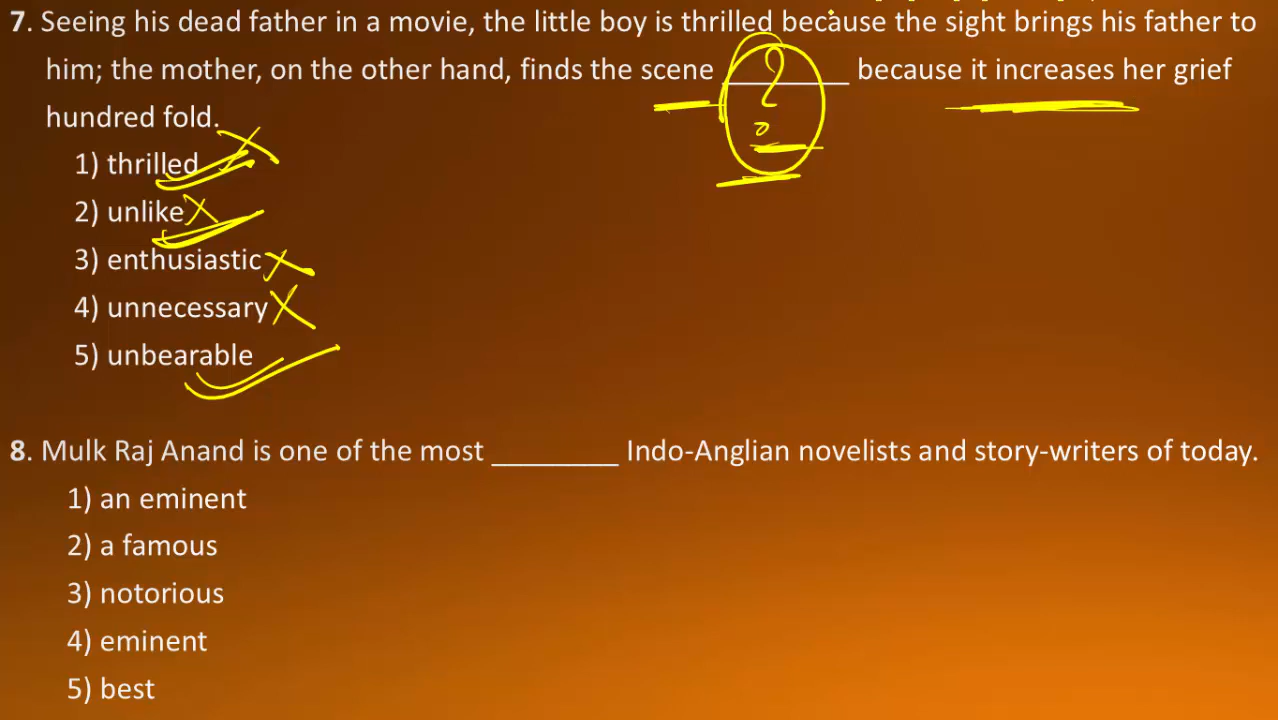 7. Seeing his dead father in a movie, the little boy is thrilled because the sight brings his father to
him; the mother, on the other hand, finds the scene ________ because it increases her grief
hundred fold.
1) thrilled
2) unlike
3) enthusiastic
4) unnecessary
5) unbearable
8. Mulk Raj Anand is one of the most ________ Indo-Anglian novelists and story-writers of today.
1) an eminent
2) a famous
3) notorious
4) eminent
5) best